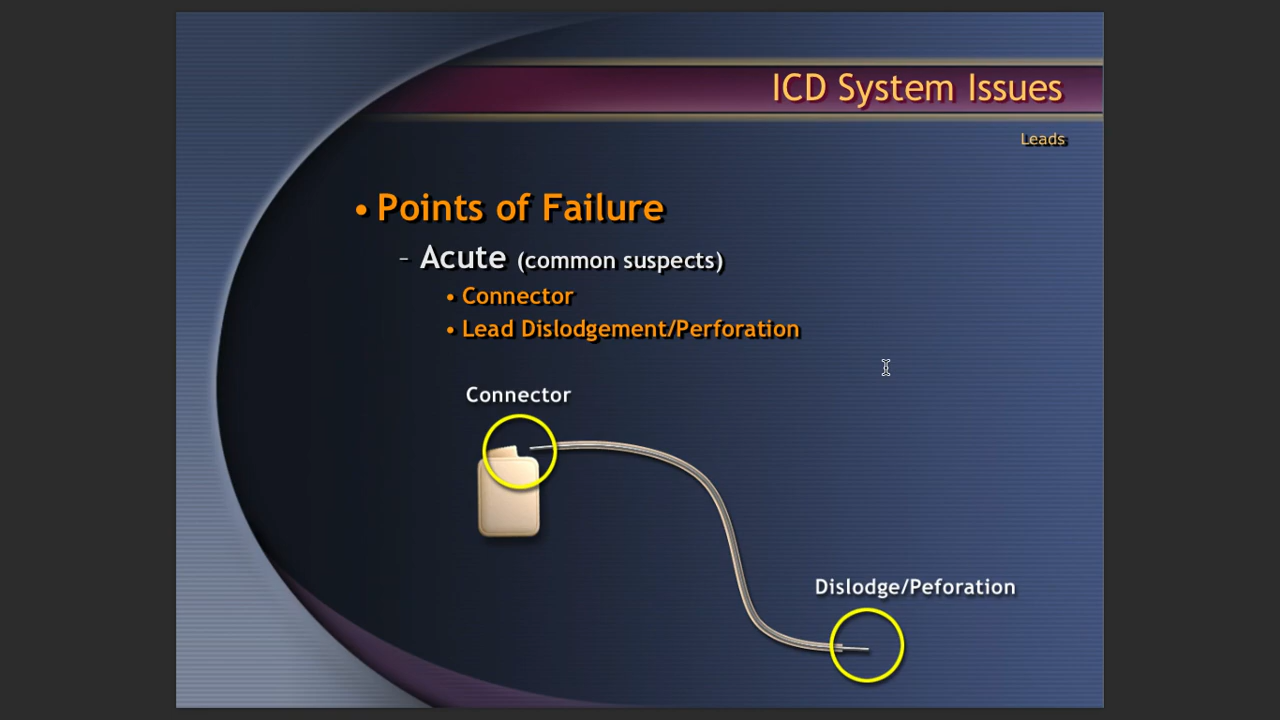 ICD System Issues
Leads
• Points of Failure
– Acute (common suspects)
• Connector
• Lead Dislodgement/Perforation
Connector
Dislodge/Peforation